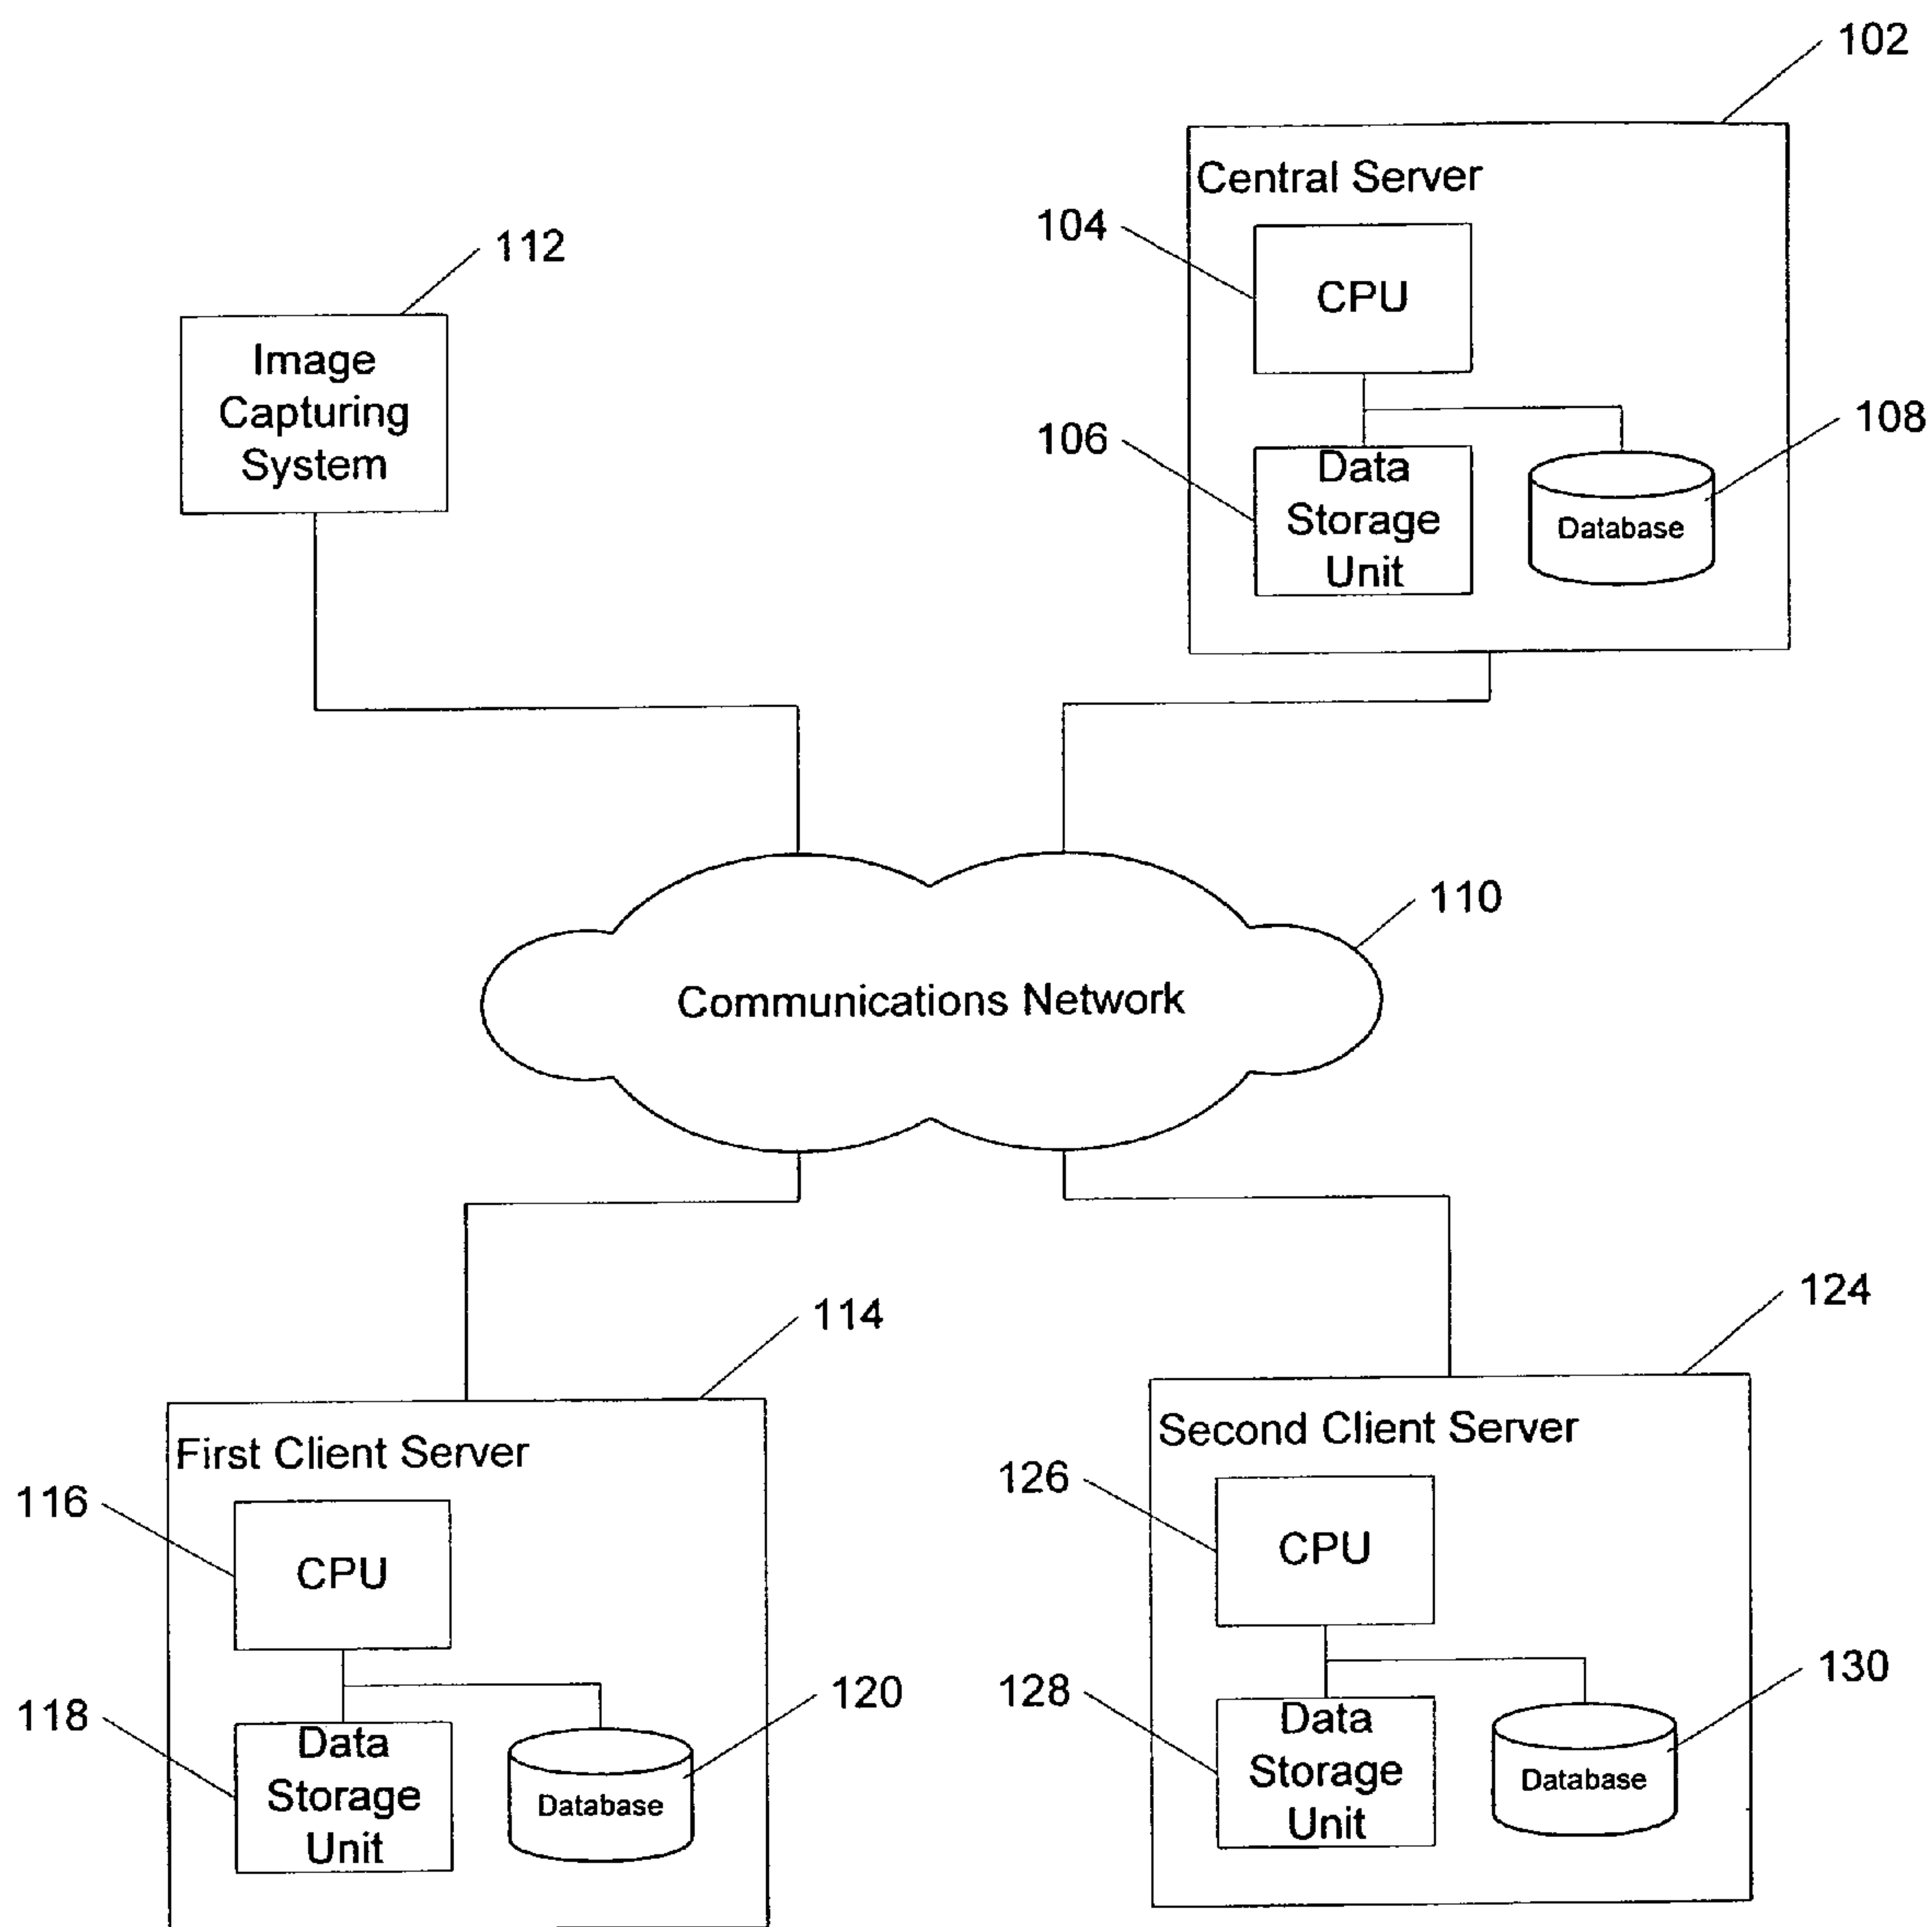 102
Central Server
104
CPU
112
Image
Capturing
System
106
Data
Storage
Unit
108
Database
110
Communications Network
114
First Client Server
116
CPU
118
Data
Storage
Unit
120
Database
124
Second Client Server
126
CPU
128
Data
Storage
Unit
130
Database